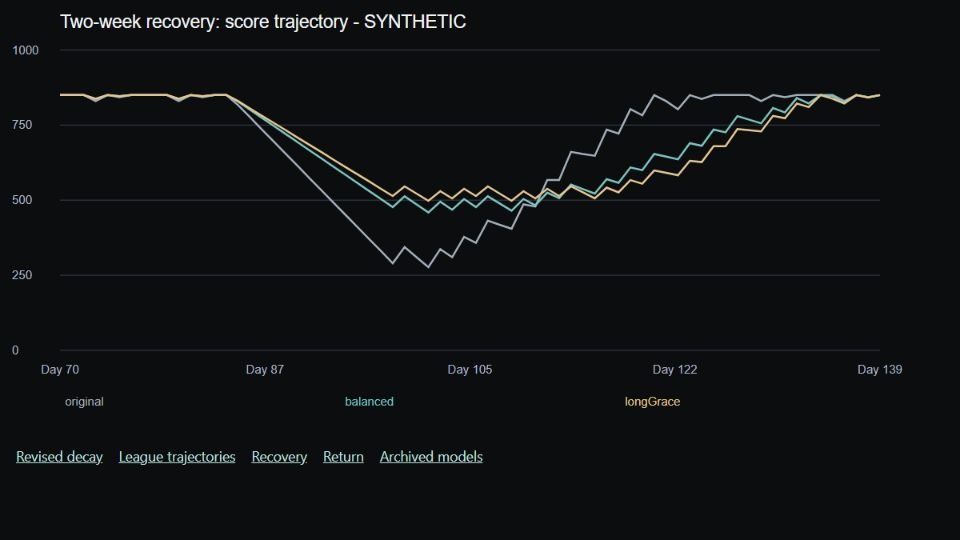 Two-week recovery: score trajectory - SYNTHETIC
1000
750
500
250
0
Day 70 Day 87 Day 105 Day 122 Day 139
original balanced longGrace
Revised decay League trajectories Recovery Return Archived models